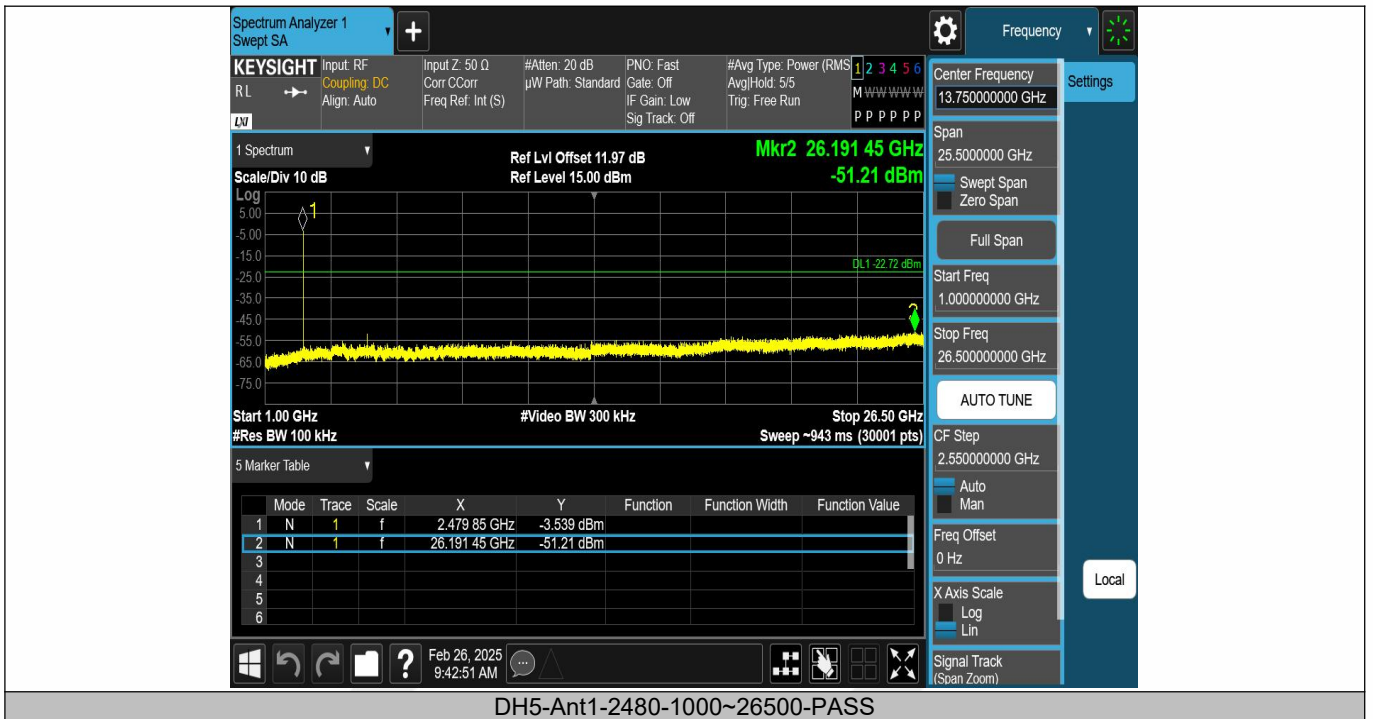 Spectrum Analyzer 1
Swept SA
+
Frequency
KEYSIGHT
RL
LXI
Input: RF
Coupling: DC
Align: Auto
Input Z: 50 Ω
Corr CCorr
Freq Ref: Int (S)
#Atten: 20 dB
µW Path: Standard
PNO: Fast
Gate: Off
IF Gain: Low
Sig Track: Off
#Avg Type: Power (RMS
Avg|Hold: 5/5
Trig: Free Run
1 2 3 4 5 6
M W W W W W
P P P P P P
1 Spectrum
Scale/Div 10 dB
Ref Lvl Offset 11.97 dB
Ref Level 15.00 dBm
Mkr2 26.191 45 GHz
-51.21 dBm
Log
5.00
-5.00
-15.0
-25.0
-35.0
-45.0
-55.0
-65.0
-75.0
1
DL1 -22.72 dBm
2
Start 1.00 GHz
#Video BW 300 kHz
Stop 26.50 GHz
#Res BW 100 kHz
Sweep ~943 ms (30001 pts)
5 Marker Table
Mode Trace Scale X Y Function Function Width Function Value
1 N 1 f 2.479 85 GHz -3.539 dBm
2 N 1 f 26.191 45 GHz -51.21 dBm
3
4
5
6
Center Frequency
13.750000000 GHz
Settings
Span
25.5000000 GHz
Swept Span
Zero Span
Full Span
Start Freq
1.000000000 GHz
Stop Freq
26.500000000 GHz
AUTO TUNE
CF Step
2.550000000 GHz
Auto
Man
Freq Offset
0 Hz
Local
X Axis Scale
Log
Lin
Signal Track
(Span Zoom)
?
Feb 26, 2025
9:42:51 AM
DH5-Ant1-2480-1000~26500-PASS